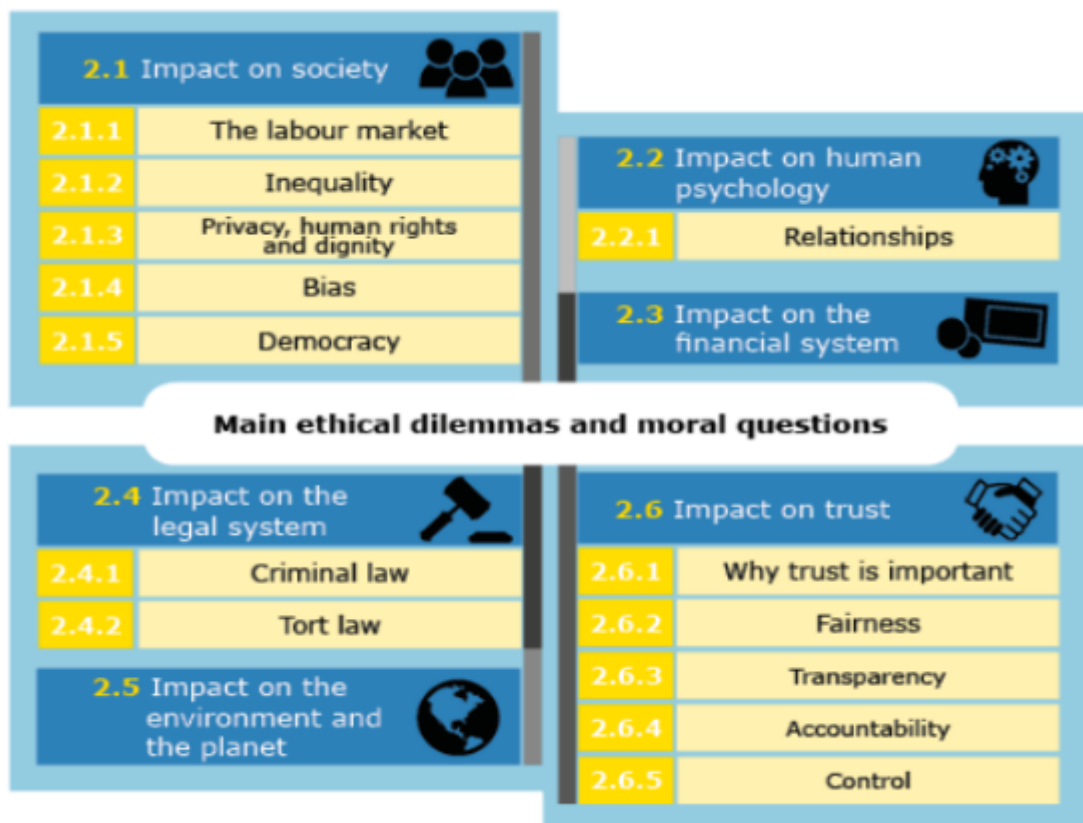 2.1 Impact on society
2.1.1 The labour market
2.1.2 Inequality
2.1.3 Privacy, human rights
and dignity
2.1.4 Bias
2.1.5 Democracy
2.2 Impact on human
psychology
2.2.1 Relationships
2.3 Impact on the
financial system
Main ethical dilemmas and moral questions
2.4 Impact on the
legal system
2.4.1 Criminal law
2.4.2 Tort law
2.5 Impact on the
environment and
the planet
2.6 Impact on trust
2.6.1 Why trust is important
2.6.2 Fairness
2.6.3 Transparency
2.6.4 Accountability
2.6.5 Control